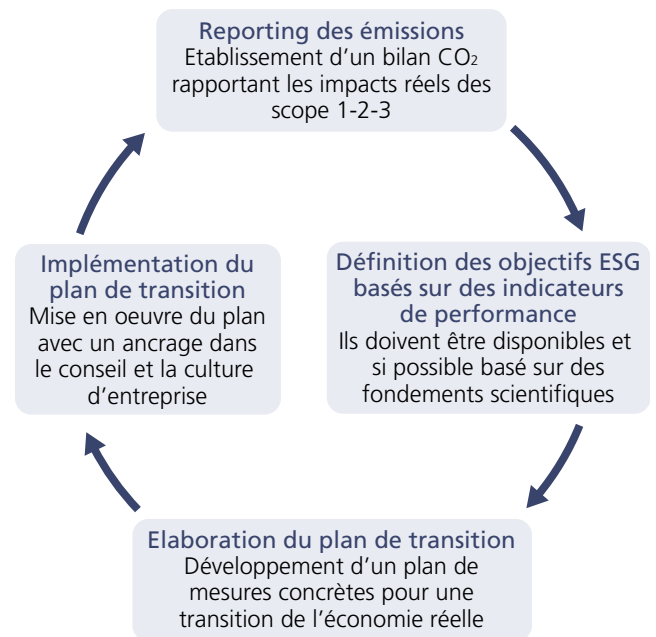 Reporting des émissions
Etablissement d'un bilan CO₂
rapportant les impacts réels des
scope 1-2-3
Définition des objectifs ESG
basés sur des indicateurs
de performance
Ils doivent être disponibles et
si possible basé sur des
fondements scientifiques
Elaboration du plan de transition
Développement d'un plan de
mesures concrètes pour une
transition de l'économie réelle
Implémentation du
plan de transition
Mise en oeuvre du plan
avec un ancrage dans
le conseil et la culture
d'entreprise